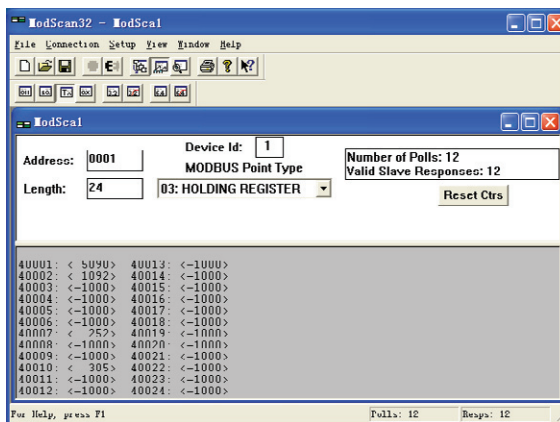 ModScan32 - ModSca1
File Connection Setup View Window Help
ModSca1
Address: 0001
Device Id: 1
MODBUS Point Type
Length: 24
03: HOLDING REGISTER
Number of Polls: 12
Valid Slave Responses: 12
Reset Ctrs
40001: < 5090> 40013: <-1000>
40002: < 1092> 40014: <-1000>
40003: <-1000> 40015: <-1000>
40004: <-1000> 40016: <-1000>
40005: <-1000> 40017: <-1000>
40006: <-1000> 40018: <-1000>
40007: < 252> 40019: <-1000>
40008: <-1000> 40020: <-1000>
40009: <-1000> 40021: <-1000>
40010: < 305> 40022: <-1000>
40011: <-1000> 40023: <-1000>
40012: <-1000> 40024: <-1000>
For Help, press F1
Polls: 12
Resps: 12